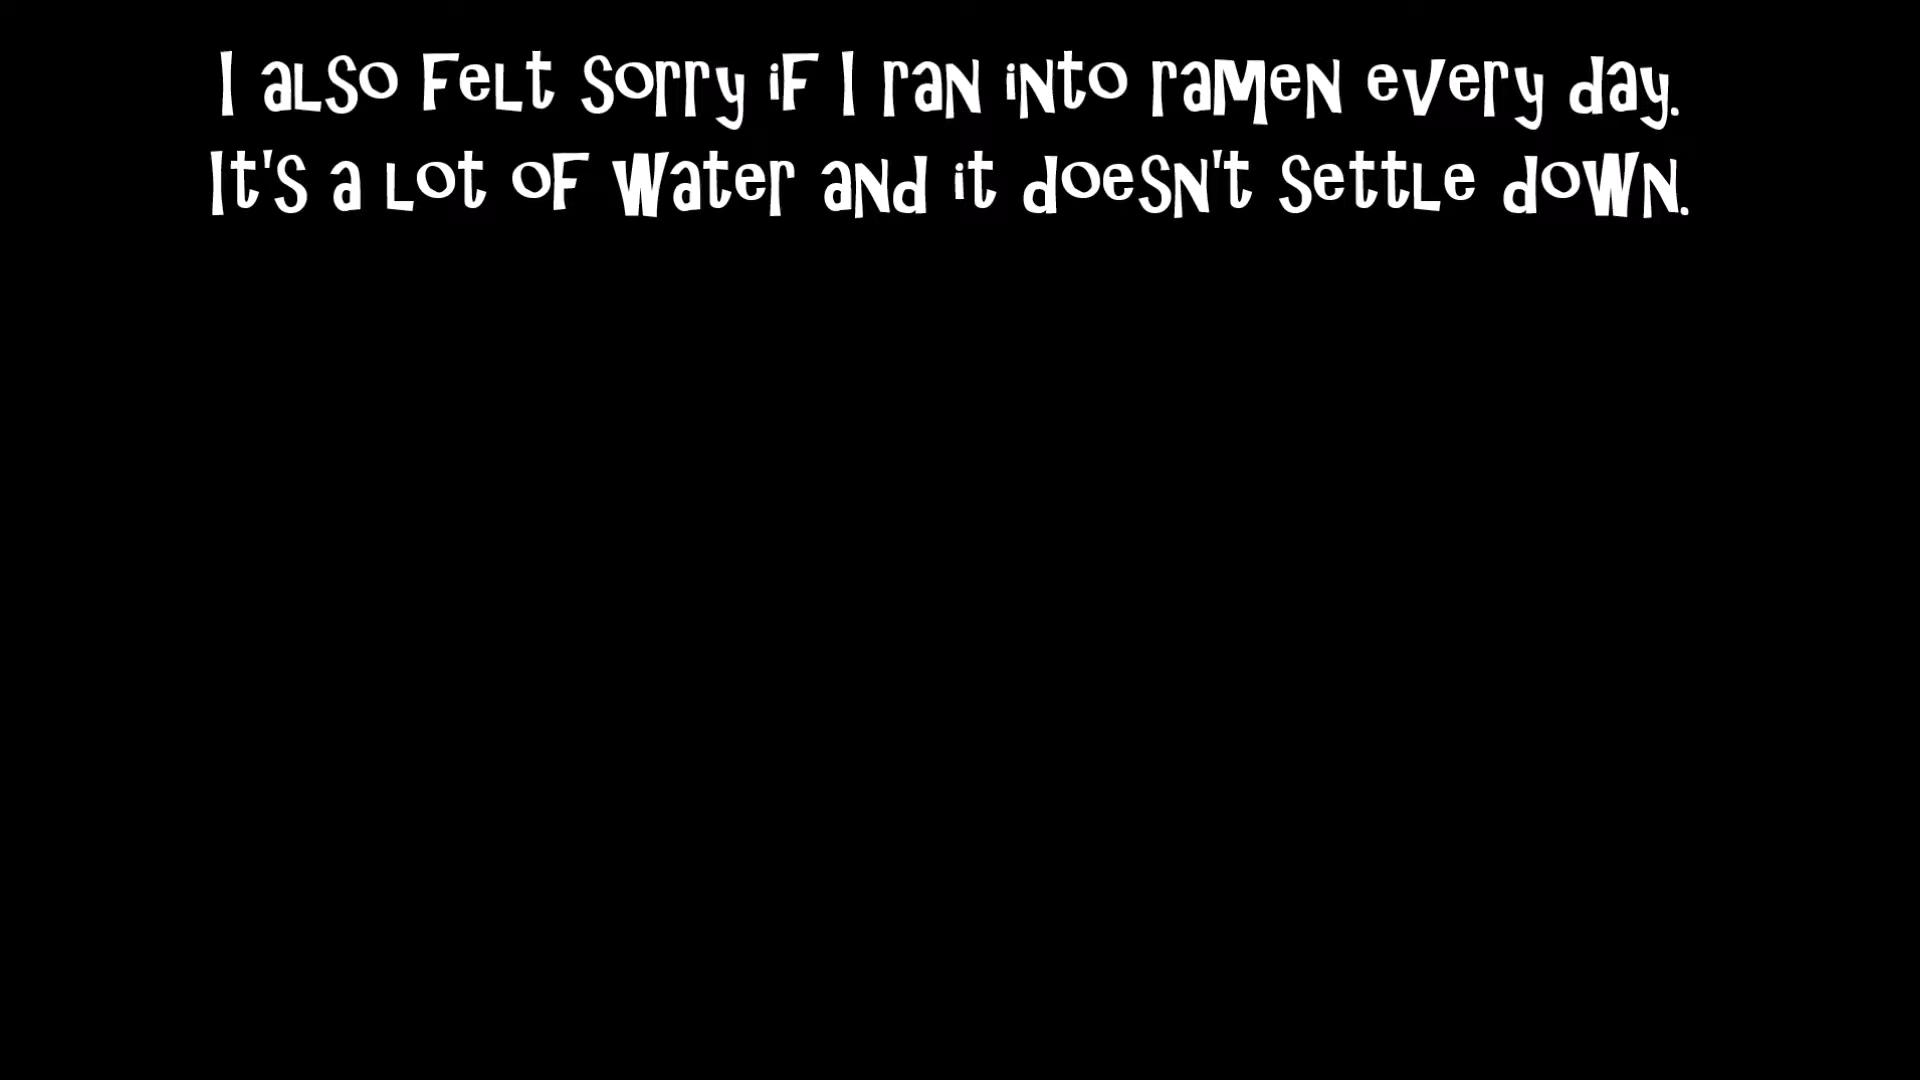 I also felt sorry if I ran into ramen every day.
It's a lot of water and it doesn't settle down.